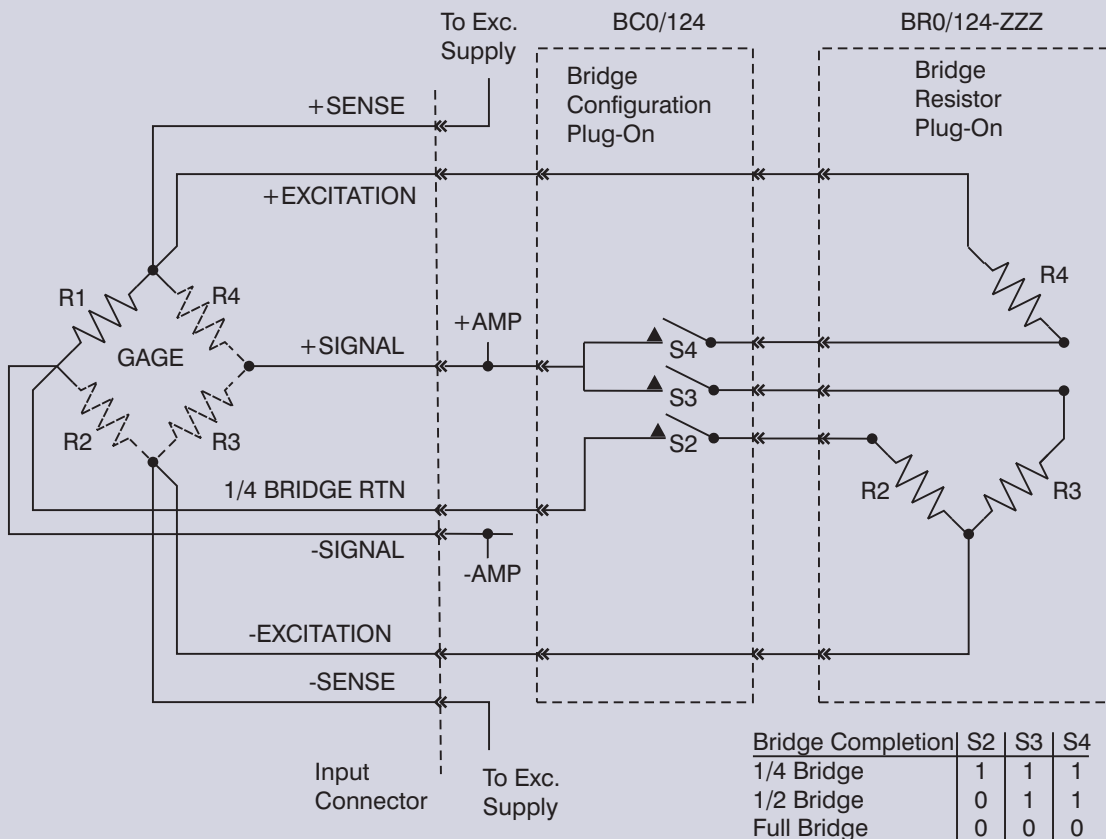 To Exc.
Supply
BC0/124
BR0/124-ZZZ
Bridge
Configuration
Plug-On
Bridge
Resistor
Plug-On
+SENSE
+EXCITATION
R1
R4
R4
GAGE
+SIGNAL
+AMP
S4
S3
S2
R2
R3
R2
R3
1/4 BRIDGE RTN
-SIGNAL
-AMP
-EXCITATION
-SENSE
Input
Connector
To Exc.
Supply
Bridge Completion S2 S3 S4
1/4 Bridge 1 1 1
1/2 Bridge 0 1 1
Full Bridge 0 0 0